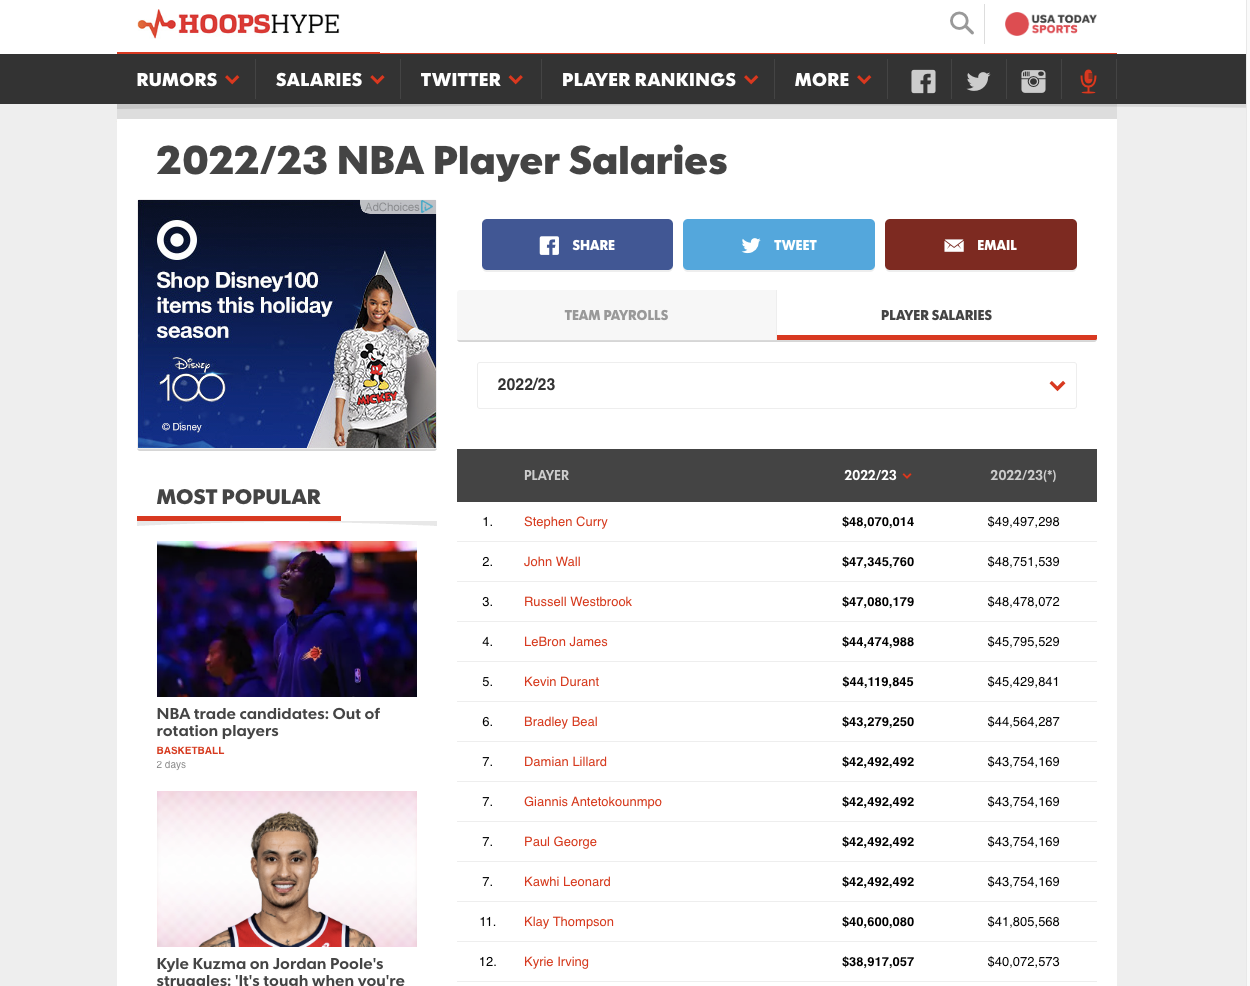 HOOPSHYPE
USA TODAY
SPORTS
RUMORS
SALARIES
TWITTER
PLAYER RANKINGS
MORE
2022/23 NBA Player Salaries
AdChoices
Shop Disney100
items this holiday
season
Disney
100
© Disney
MICKEY
MOST POPULAR
NBA trade candidates: Out of
rotation players
BASKETBALL
2 days
Kyle Kuzma on Jordan Poole's
struggles: 'It's tough when you're
SHARE
TWEET
EMAIL
TEAM PAYROLLS
PLAYER SALARIES
2022/23
PLAYER 2022/23 2022/23(*)
1. Stephen Curry $48,070,014 $49,497,298
2. John Wall $47,345,760 $48,751,539
3. Russell Westbrook $47,080,179 $48,478,072
4. LeBron James $44,474,988 $45,795,529
5. Kevin Durant $44,119,845 $45,429,841
6. Bradley Beal $43,279,250 $44,564,287
7. Damian Lillard $42,492,492 $43,754,169
7. Giannis Antetokounmpo $42,492,492 $43,754,169
7. Paul George $42,492,492 $43,754,169
7. Kawhi Leonard $42,492,492 $43,754,169
11. Klay Thompson $40,600,080 $41,805,568
12. Kyrie Irving $38,917,057 $40,072,573